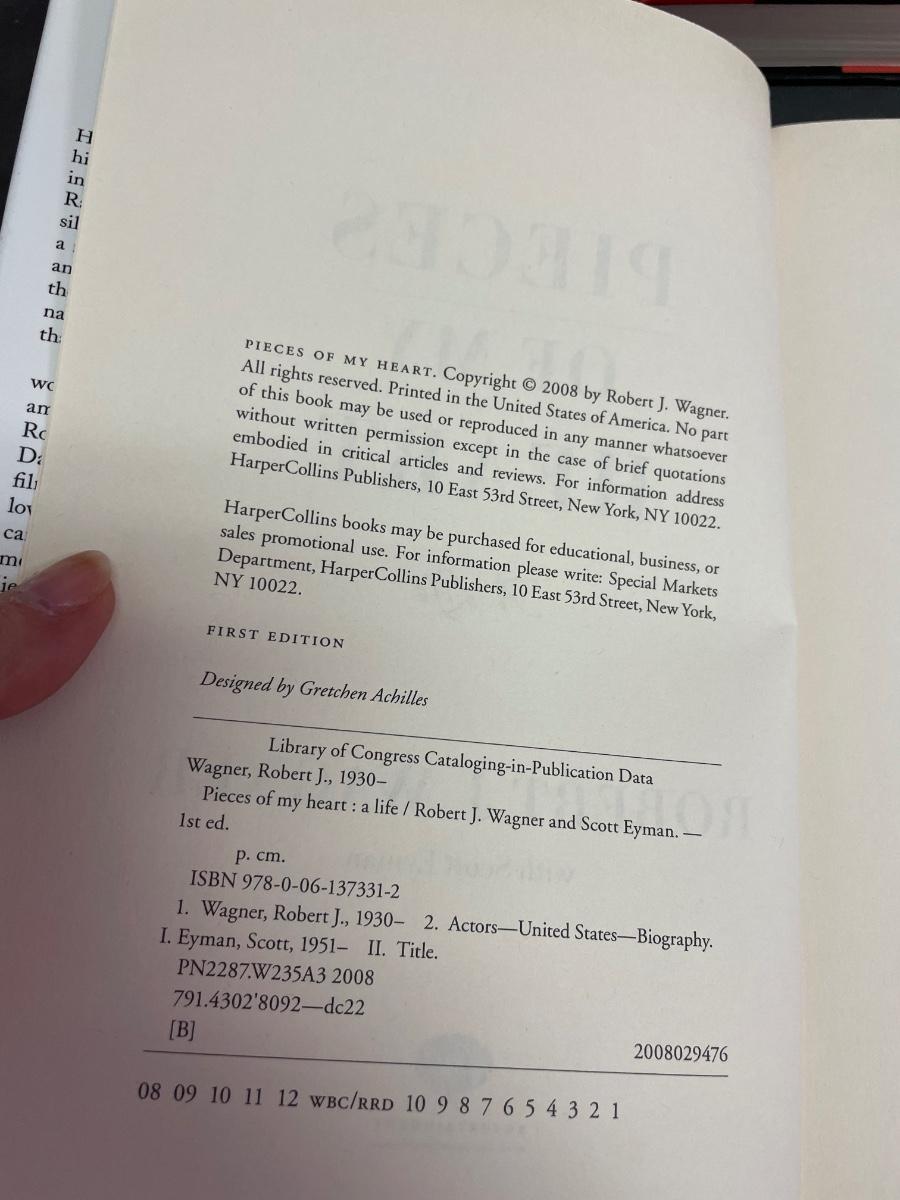 PIECES OF MY HEART. Copyright © 2008 by Robert J. Wagner.
All rights reserved. Printed in the United States of America. No part
of this book may be used or reproduced in any manner whatsoever
without written permission except in the case of brief quotations
embodied in critical articles and reviews. For information address
HarperCollins Publishers, 10 East 53rd Street, New York, NY 10022.
HarperCollins books may be purchased for educational, business, or
sales promotional use. For information please write: Special Markets
Department, HarperCollins Publishers, 10 East 53rd Street, New York,
NY 10022.
FIRST EDITION
Designed by Gretchen Achilles
Library of Congress Cataloging-in-Publication Data
Wagner, Robert J., 1930–
Pieces of my heart : a life / Robert J. Wagner and Scott Eyman. —
1st ed.
p. cm.
ISBN 978-0-06-137331-2
1. Wagner, Robert J., 1930– 2. Actors—United States—Biography.
I. Eyman, Scott, 1951– II. Title.
PN2287.W235A3 2008
791.4302'8092—dc22
[B]
2008029476
08 09 10 11 12 WBC/RRD 10 9 8 7 6 5 4 3 2 1